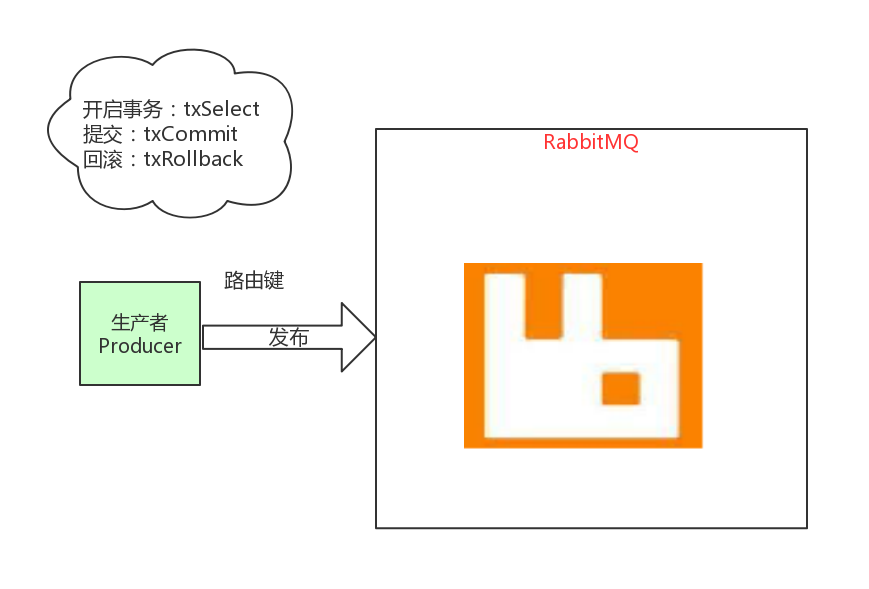 开启事务：txSelect
提交：txCommit
回滚：txRollback
RabbitMQ
路由键
生产者
Producer
发布